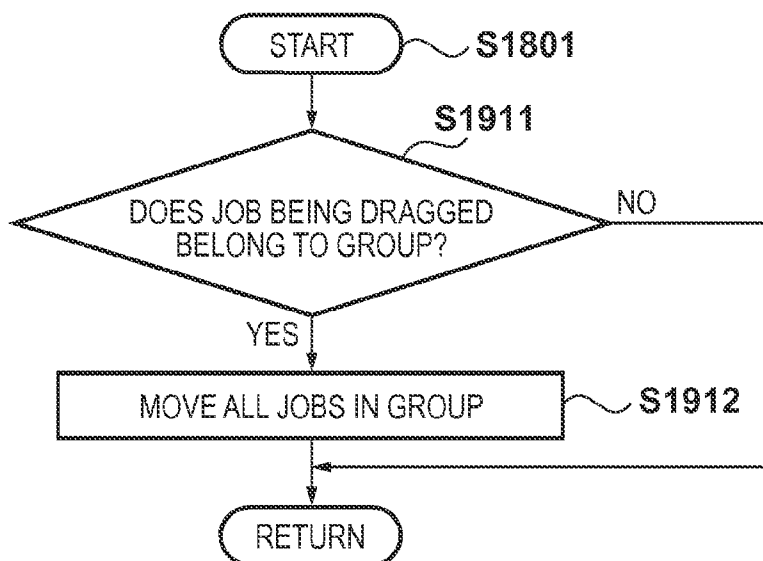 START
S1801
S1911
DOES JOB BEING DRAGGED
BELONG TO GROUP?
NO
YES
MOVE ALL JOBS IN GROUP
S1912
RETURN